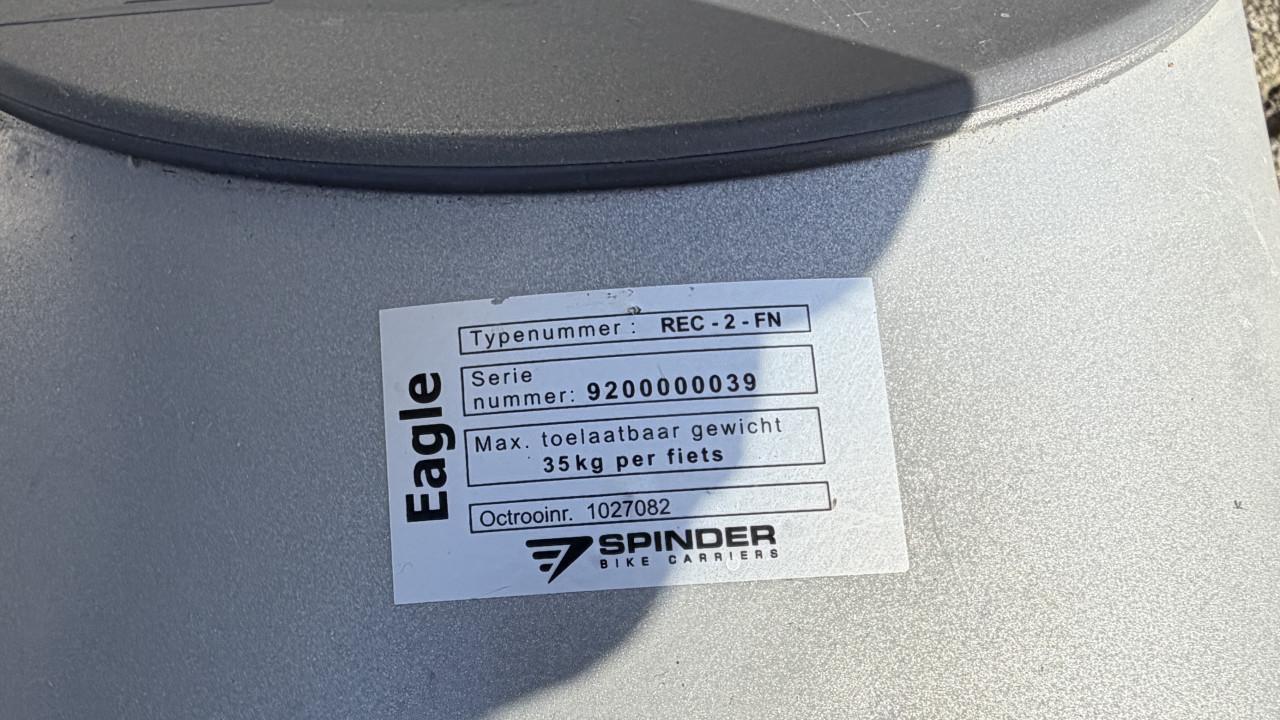 Eagle
Typenummer: REC - 2 - FN
Serie
nummer: 9200000039
Max. toelaatbaar gewicht
35kg per fiets
Octrooinr. 1027082
SPINDER
BIKE CARRIERS